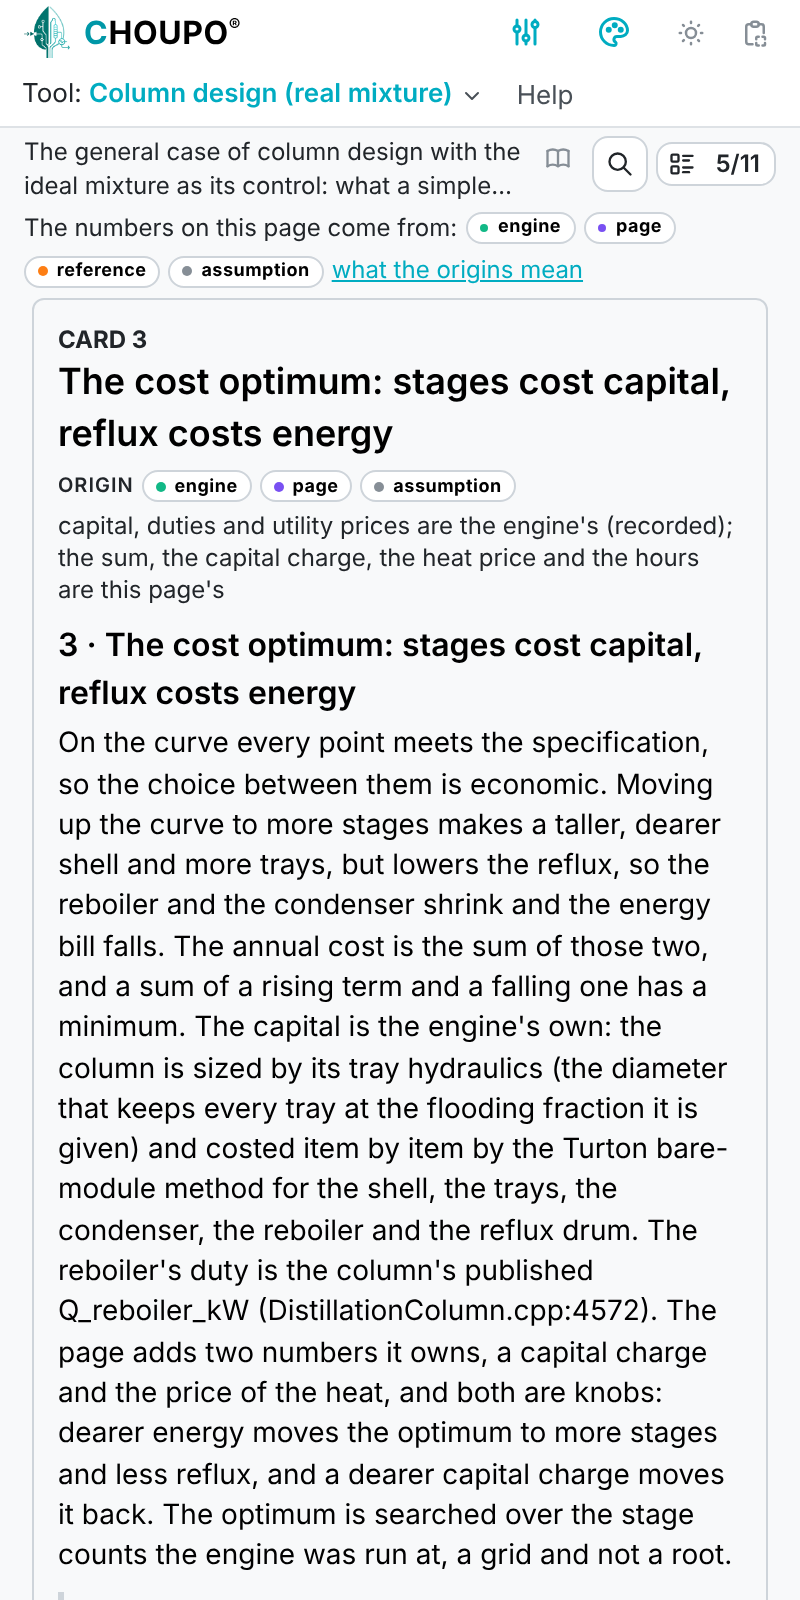 CHOUPO®
Tool: Column design (real mixture) Help
The general case of column design with the
ideal mixture as its control: what a simple...
5/11
The numbers on this page come from: engine page
reference assumption what the origins mean
CARD 3
The cost optimum: stages cost capital,
reflux costs energy
ORIGIN engine page assumption
capital, duties and utility prices are the engine's (recorded);
the sum, the capital charge, the heat price and the hours
are this page's
3 · The cost optimum: stages cost capital,
reflux costs energy
On the curve every point meets the specification,
so the choice between them is economic. Moving
up the curve to more stages makes a taller, dearer
shell and more trays, but lowers the reflux, so the
reboiler and the condenser shrink and the energy
bill falls. The annual cost is the sum of those two,
and a sum of a rising term and a falling one has a
minimum. The capital is the engine's own: the
column is sized by its tray hydraulics (the diameter
that keeps every tray at the flooding fraction it is
given) and costed item by item by the Turton bare-
module method for the shell, the trays, the
condenser, the reboiler and the reflux drum. The
reboiler's duty is the column's published
Q_reboiler_kW (DistillationColumn.cpp:4572). The
page adds two numbers it owns, a capital charge
and the price of the heat, and both are knobs:
dearer energy moves the optimum to more stages
and less reflux, and a dearer capital charge moves
it back. The optimum is searched over the stage
counts the engine was run at, a grid and not a root.